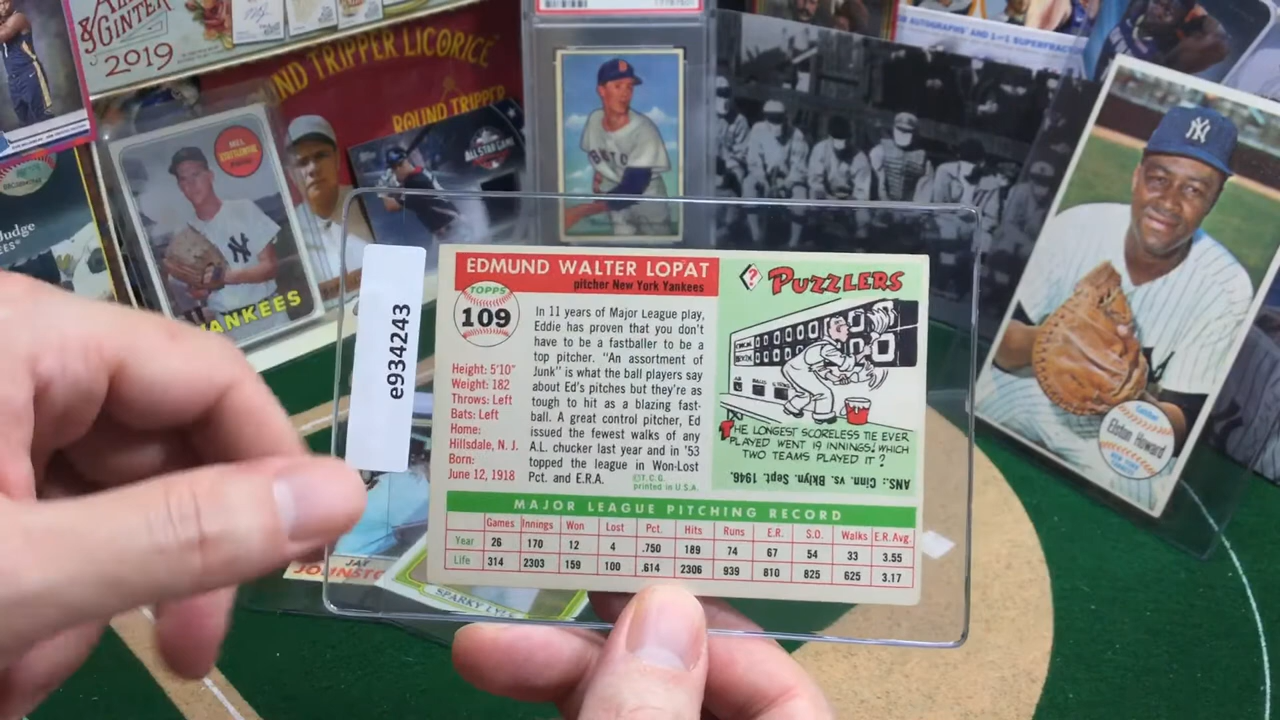 & GINTER
2019
ROUND TRIPPER LICORICE
ROUND TRIPPER
ALL STAR GAME
AUTOGRAPHS AND 1 OF 1 SUPERFRACTOR
Judge
MEL
STOTTLEMYRE
YANKEES
e934243
EDMUND WALTER LOPAT
pitcher New York Yankees
TOPPS
109
Height: 5'10"
Weight: 182
Throws: Left
Bats: Left
Home:
Hillsdale, N. J.
Born:
June 12, 1918
In 11 years of Major League play,
Eddie has proven that you don't
have to be a fastballer to be a
top pitcher. "An assortment of
Junk" is what the ball players say
about Ed's pitches but they're as
tough to hit as a blazing fast-
ball. A great control pitcher, Ed
issued the fewest walks of any
A.L. chucker last year and in '53
topped the league in Won-Lost
Pct. and E.R.A.
©T.C.G.
printed in U.S.A.
? PUZZLERS
THE LONGEST SCORELESS TIE EVER
PLAYED WENT 19 INNINGS! WHICH
TWO TEAMS PLAYED IT?
ANS.: Cinn. vs. Bklyn. Sept. 1946.
MAJOR LEAGUE PITCHING RECORD
Games Innings Won Lost Pct. Hits Runs E.R. S.O. Walks E.R. Avg.
Year 26 170 12 4 .750 189 74 67 54 33 3.55
Life 314 2303 159 100 .614 2306 939 810 825 625 3.17
Catcher
Elston Howard
NEW YORK YANKEES
JAY
JOHNSTO
SPARKY LYL